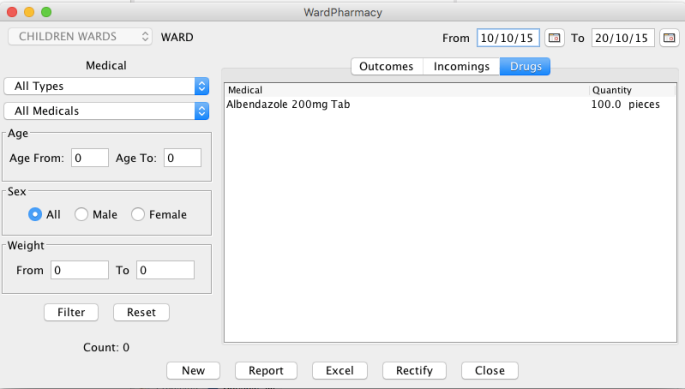 WardPharmacy
CHILDREN WARDS WARD From 10/10/15 To 20/10/15
Medical
All Types
All Medicals
Age
Age From: 0 Age To: 0
Sex
All Male Female
Weight
From 0 To 0
Filter Reset
Count: 0
Outcomes Incomings Drugs
Medical Quantity
Albendazole 200mg Tab 100.0 pieces
New Report Excel Rectify Close